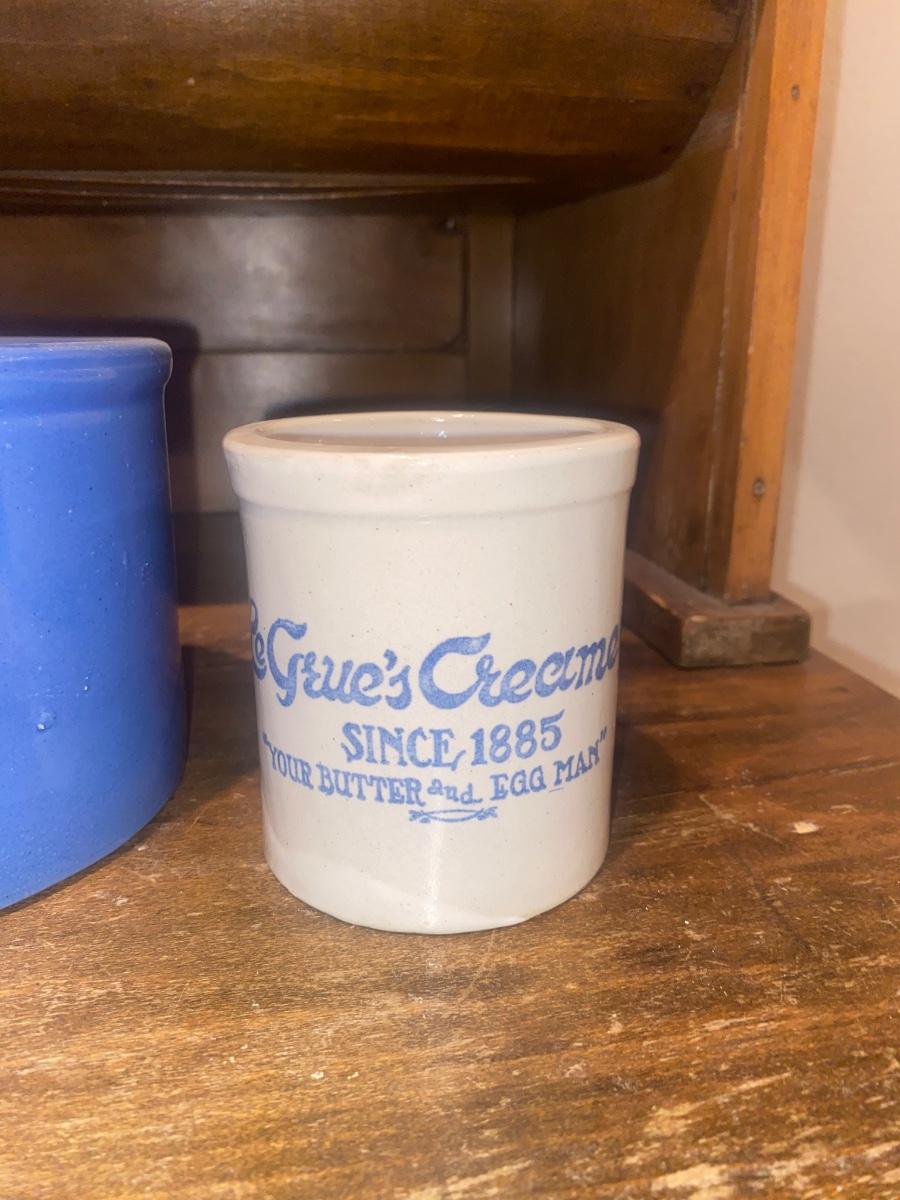 eGrue's Creame
SINCE 1885
"YOUR BUTTER and EGG MAN"